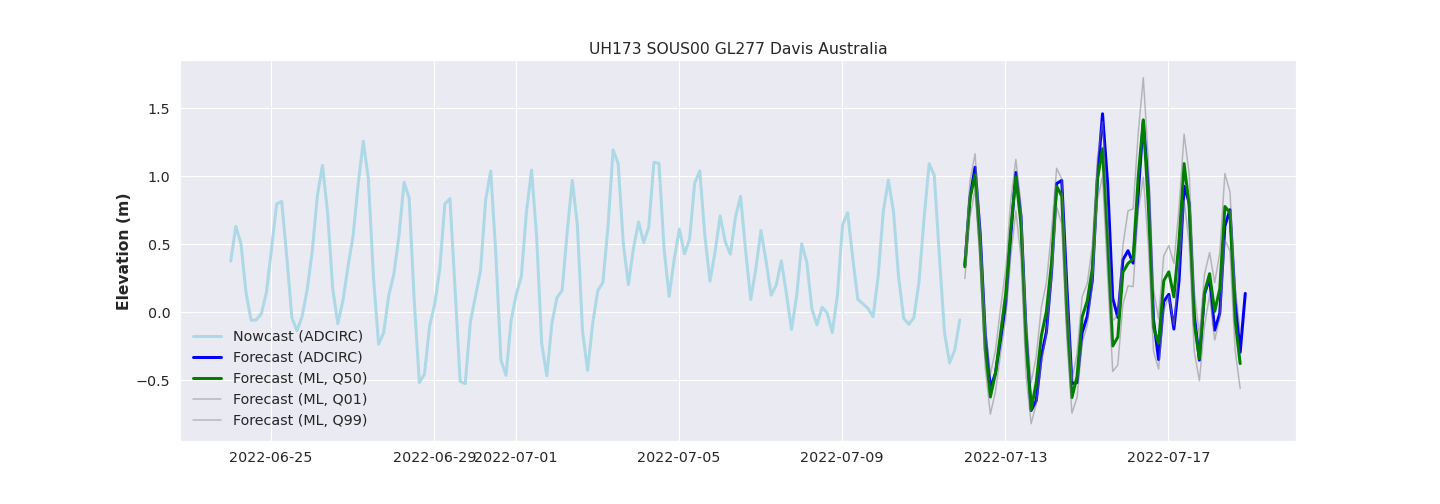 UH173 SOUS00 GL277 Davis Australia
Elevation (m)
1.5
1.0
0.5
0.0
−0.5
Nowcast (ADCIRC)
Forecast (ADCIRC)
Forecast (ML, Q50)
Forecast (ML, Q01)
Forecast (ML, Q99)
2022-06-25 2022-06-29 2022-07-01 2022-07-05 2022-07-09 2022-07-13 2022-07-17